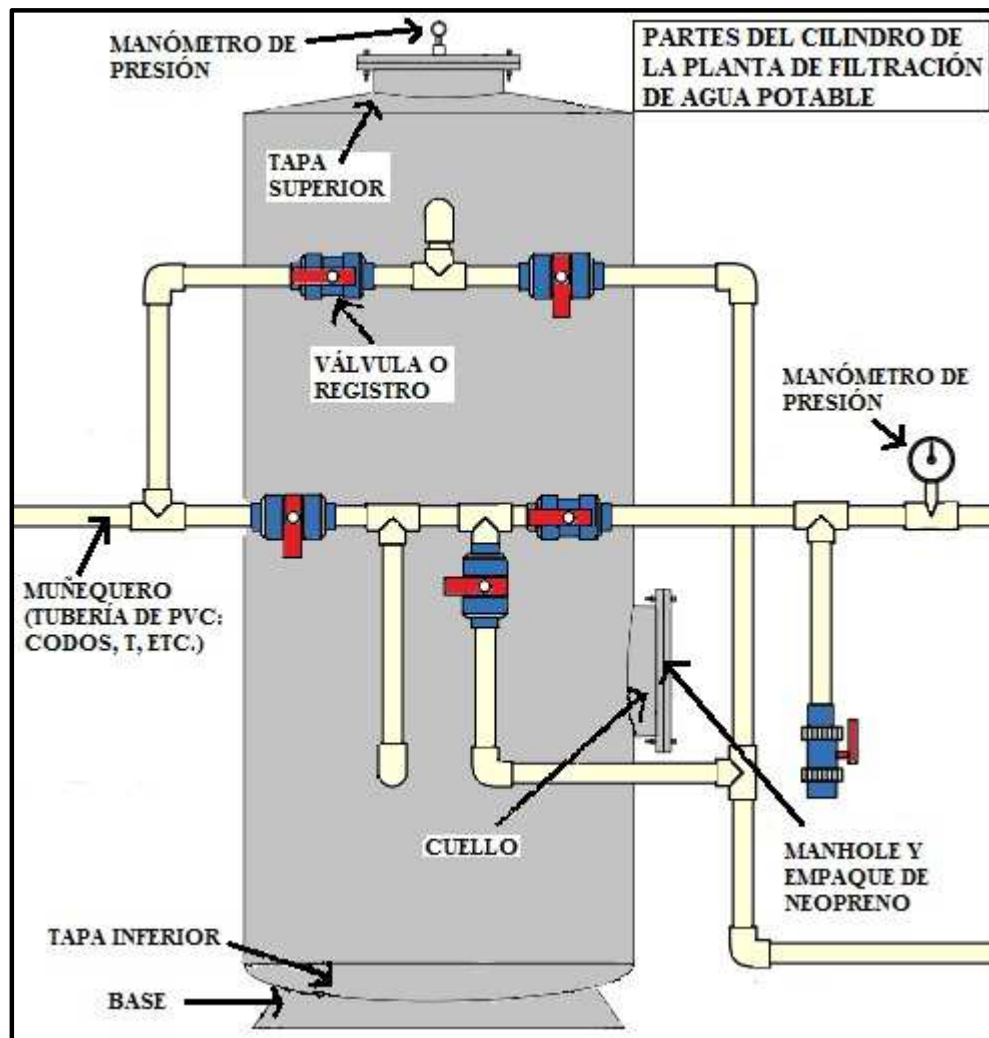 MANÓMETRO DE
PRESIÓN
PARTES DEL CILINDRO DE
LA PLANTA DE FILTRACIÓN
DE AGUA POTABLE
TAPA
SUPERIOR
VÁLVULA O
REGISTRO
MANÓMETRO DE
PRESIÓN
MUÑEQUERO
(TUBERÍA DE PVC:
CODOS, T, ETC.)
CUELLO
MANHOLE Y
EMPAQUE DE
NEOPRENO
TAPA INFERIOR
BASE